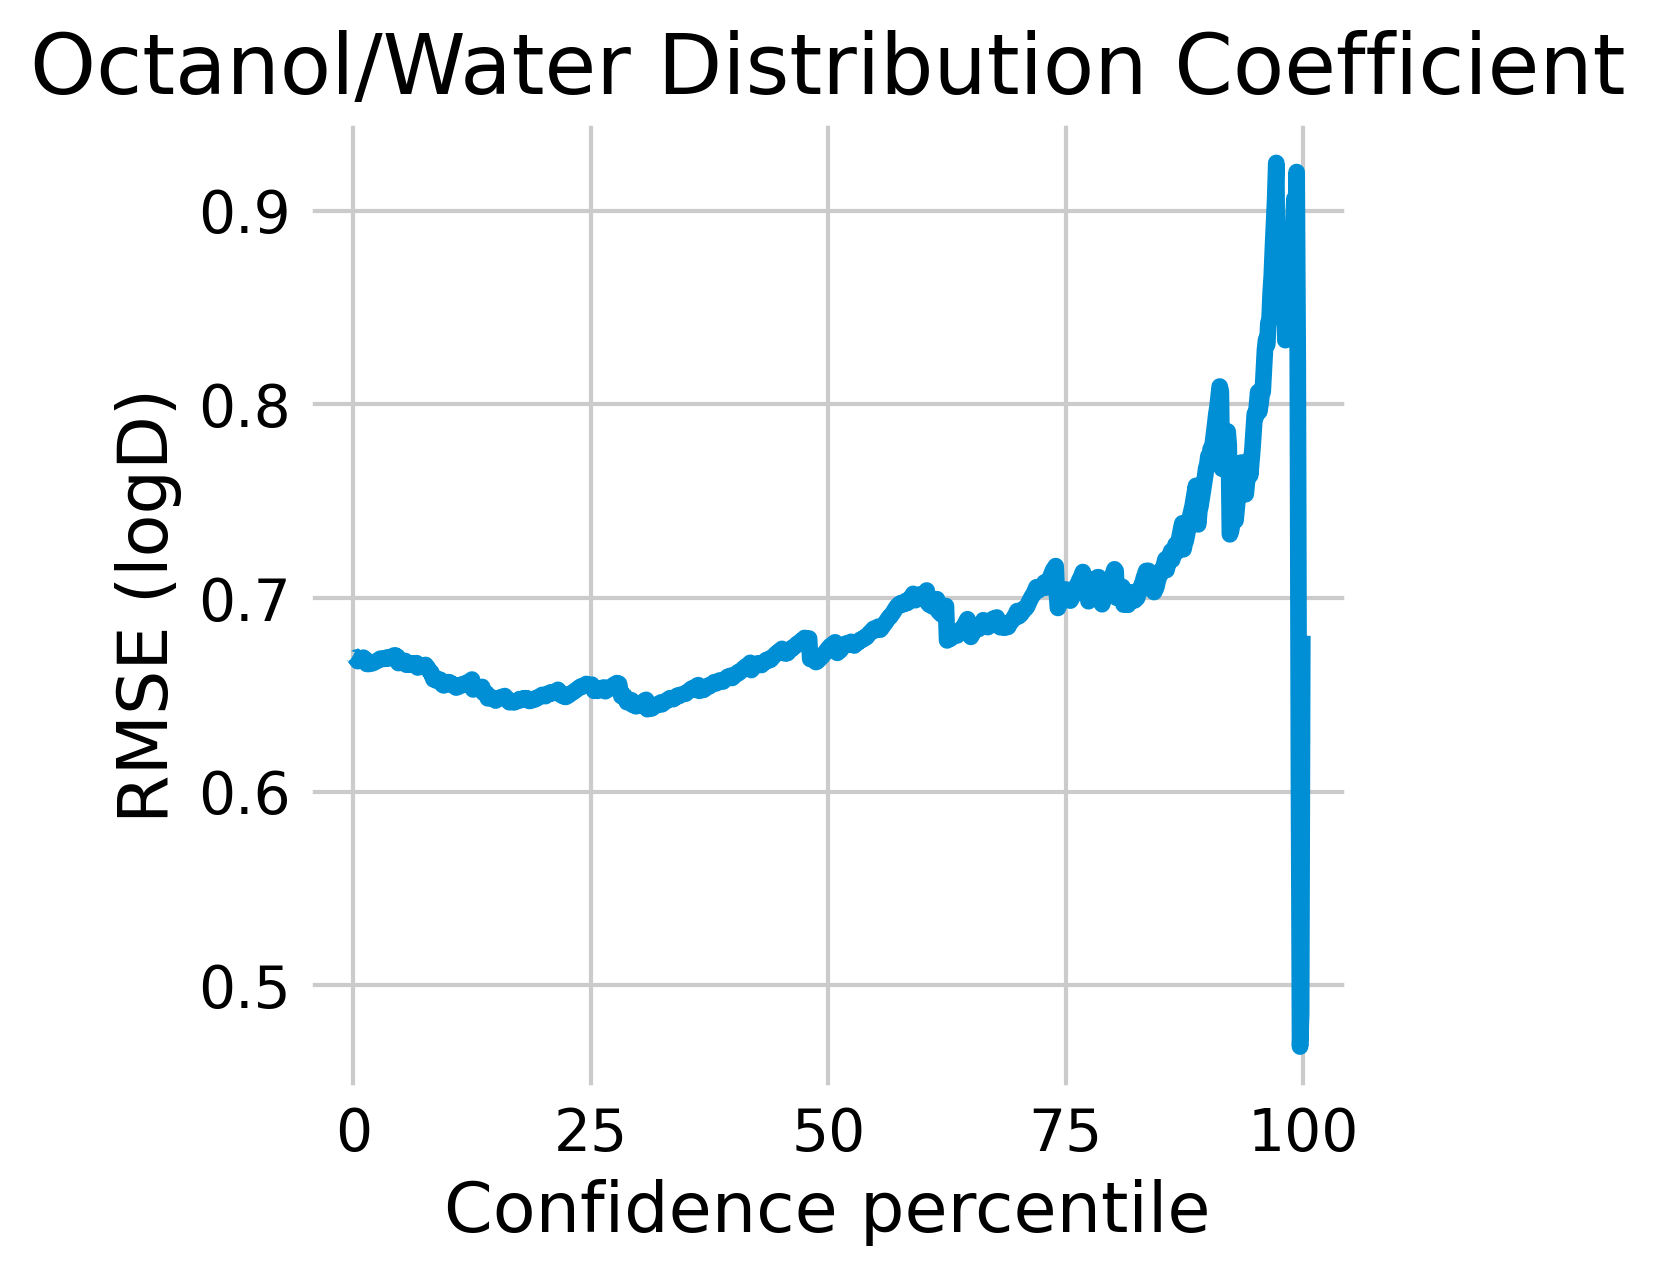 Octanol/Water Distribution Coefficient
RMSE (logD)
0.9
0.8
0.7
0.6
0.5
0 25 50 75 100
Confidence percentile